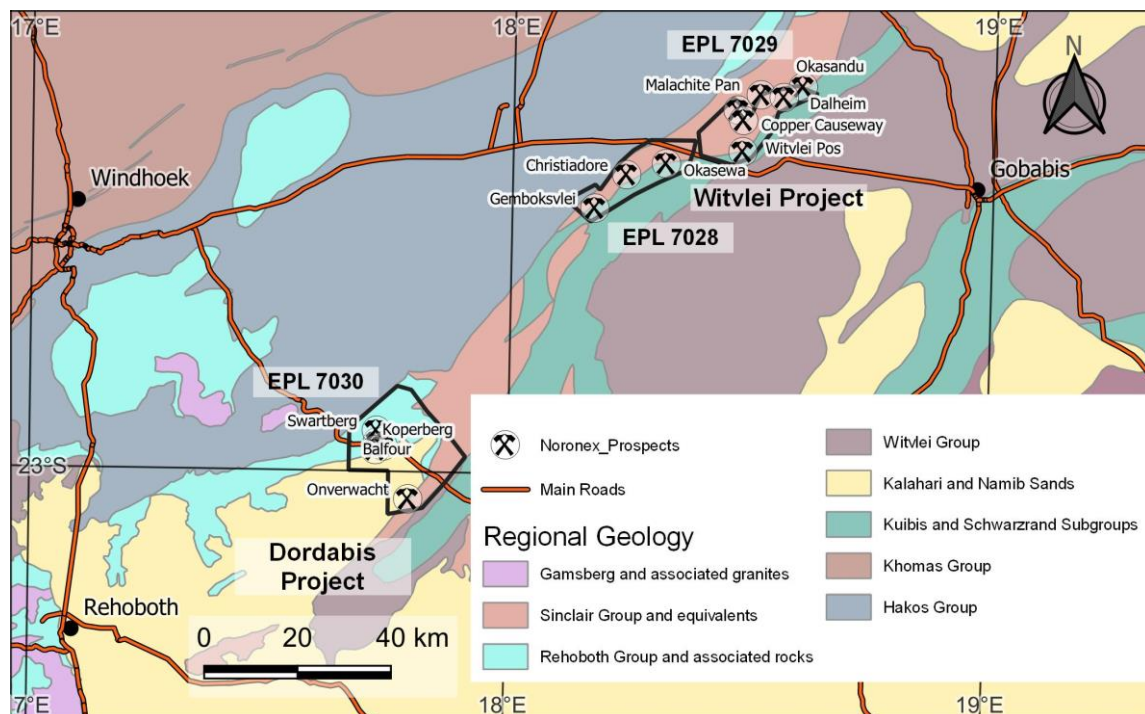 17°E
18°E
19°E
EPL 7029
N
Okasandu
Malachite Pan
Dalheim
Copper Causeway
Christiadore
Witvlei Pos
Windhoek
Okasewa
Gobabis
Gemboksvlei
Witvlei Project
EPL 7028
EPL 7030
Swartberg
Koperberg
Balfour
23°S
Onverwacht
Dordabis
Project
Rehoboth
0 20 40 km
Noronex_Prospects
Main Roads
Regional Geology
Gamsberg and associated granites
Sinclair Group and equivalents
Rehoboth Group and associated rocks
Witvlei Group
Kalahari and Namib Sands
Kuibis and Schwarzrand Subgroups
Khomas Group
Hakos Group
7°E
18°E
19°E